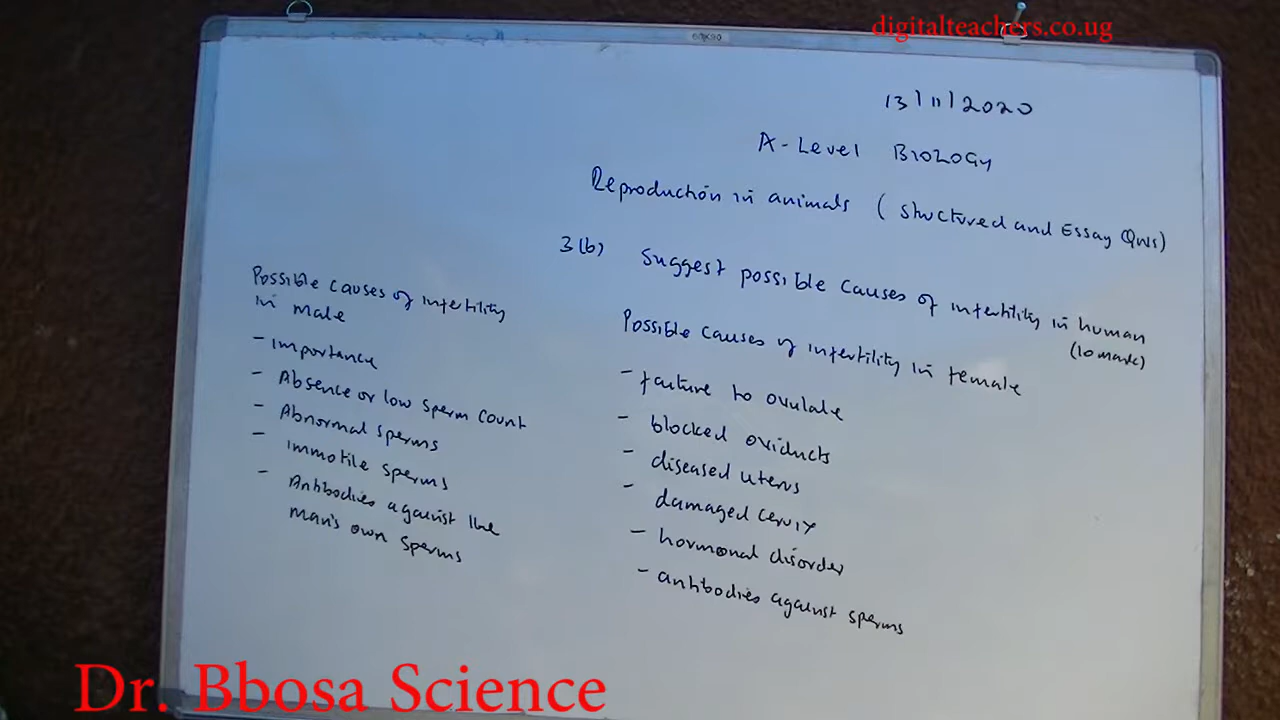 digitalteachers.co.ug
13/11/2020
A-Level Biology
Reproduction in animals (structured and Essay Qns)
3(b) Suggest possible causes of infertility in human
(10 marks)
Possible causes of infertility
in male
- Importance
- Absence or low sperm count
- Abnormal sperms
- Immotile sperms
- Antibodies against the
man's own sperms
Possible causes of infertility in female
- failure to ovulate
- blocked oviducts
- diseased uterus
- damaged cervix
- hormonal disorder
- antibodies against sperms
Dr. Bbosa Science